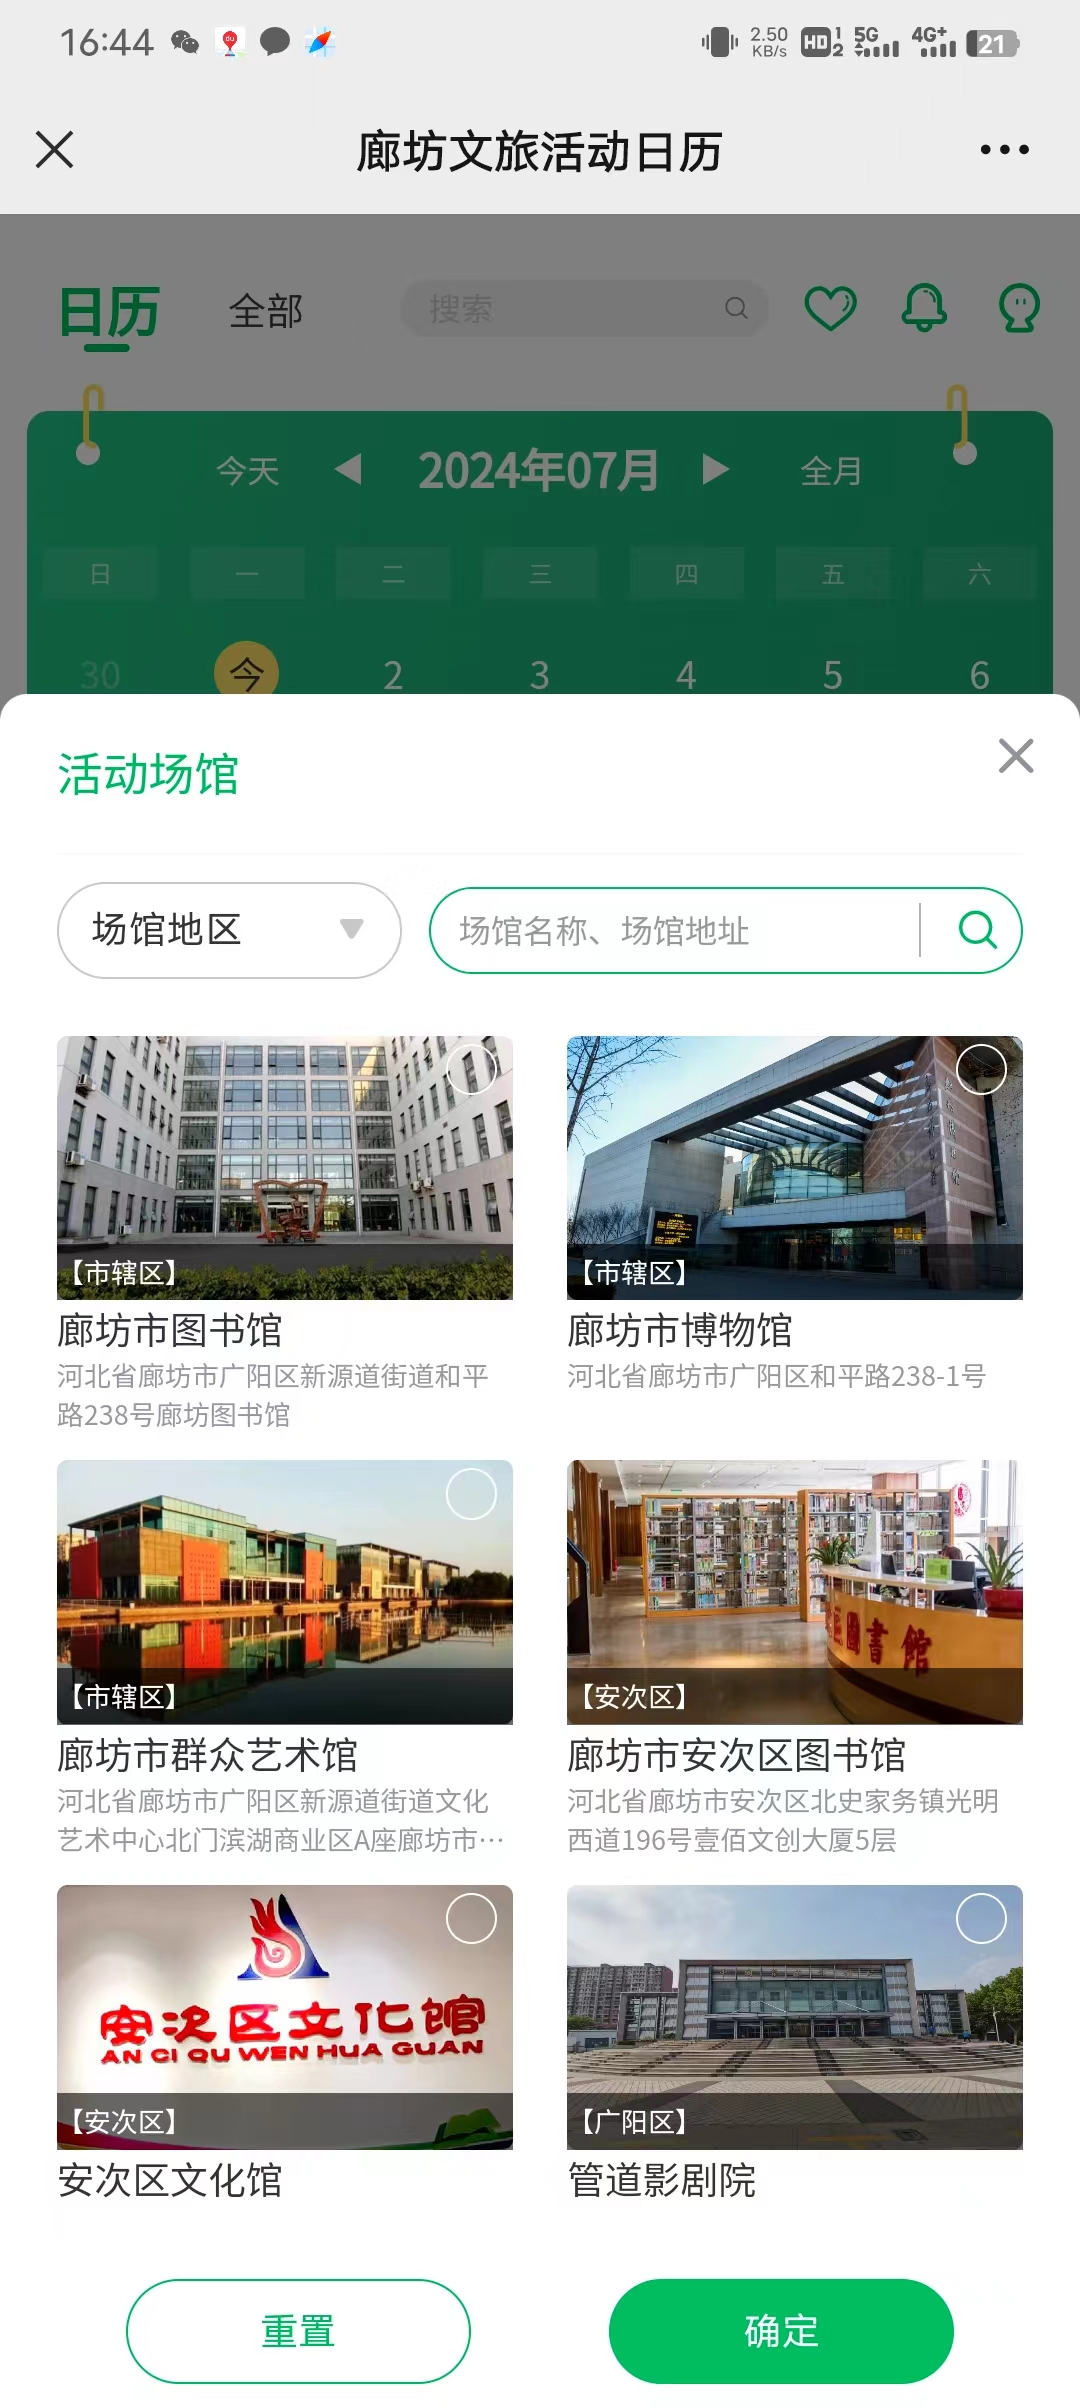 16:44
du
2.50
KB/s
HD
1
2
5G
4G+
21
廊坊文旅活动日历
日历
全部
搜索
今天
2024年07月
全月
日
一
二
三
四
五
六
30
今
2
3
4
5
6
活动场馆
场馆地区
场馆名称、场馆地址
【市辖区】
【市辖区】
廊坊市图书馆
廊坊市博物馆
河北省廊坊市广阳区新源道街道和平
路238号廊坊图书馆
河北省廊坊市广阳区和平路238-1号
區圖書館
【市辖区】
【安次区】
廊坊市群众艺术馆
廊坊市安次区图书馆
河北省廊坊市广阳区新源道街道文化
艺术中心北门滨湖商业区A座廊坊市…
河北省廊坊市安次区北史家务镇光明
西道196号壹佰文创大厦5层
安次区文化馆
AN CI QU WEN HUA GUAN
【安次区】
【广阳区】
安次区文化馆
管道影剧院
重置
确定